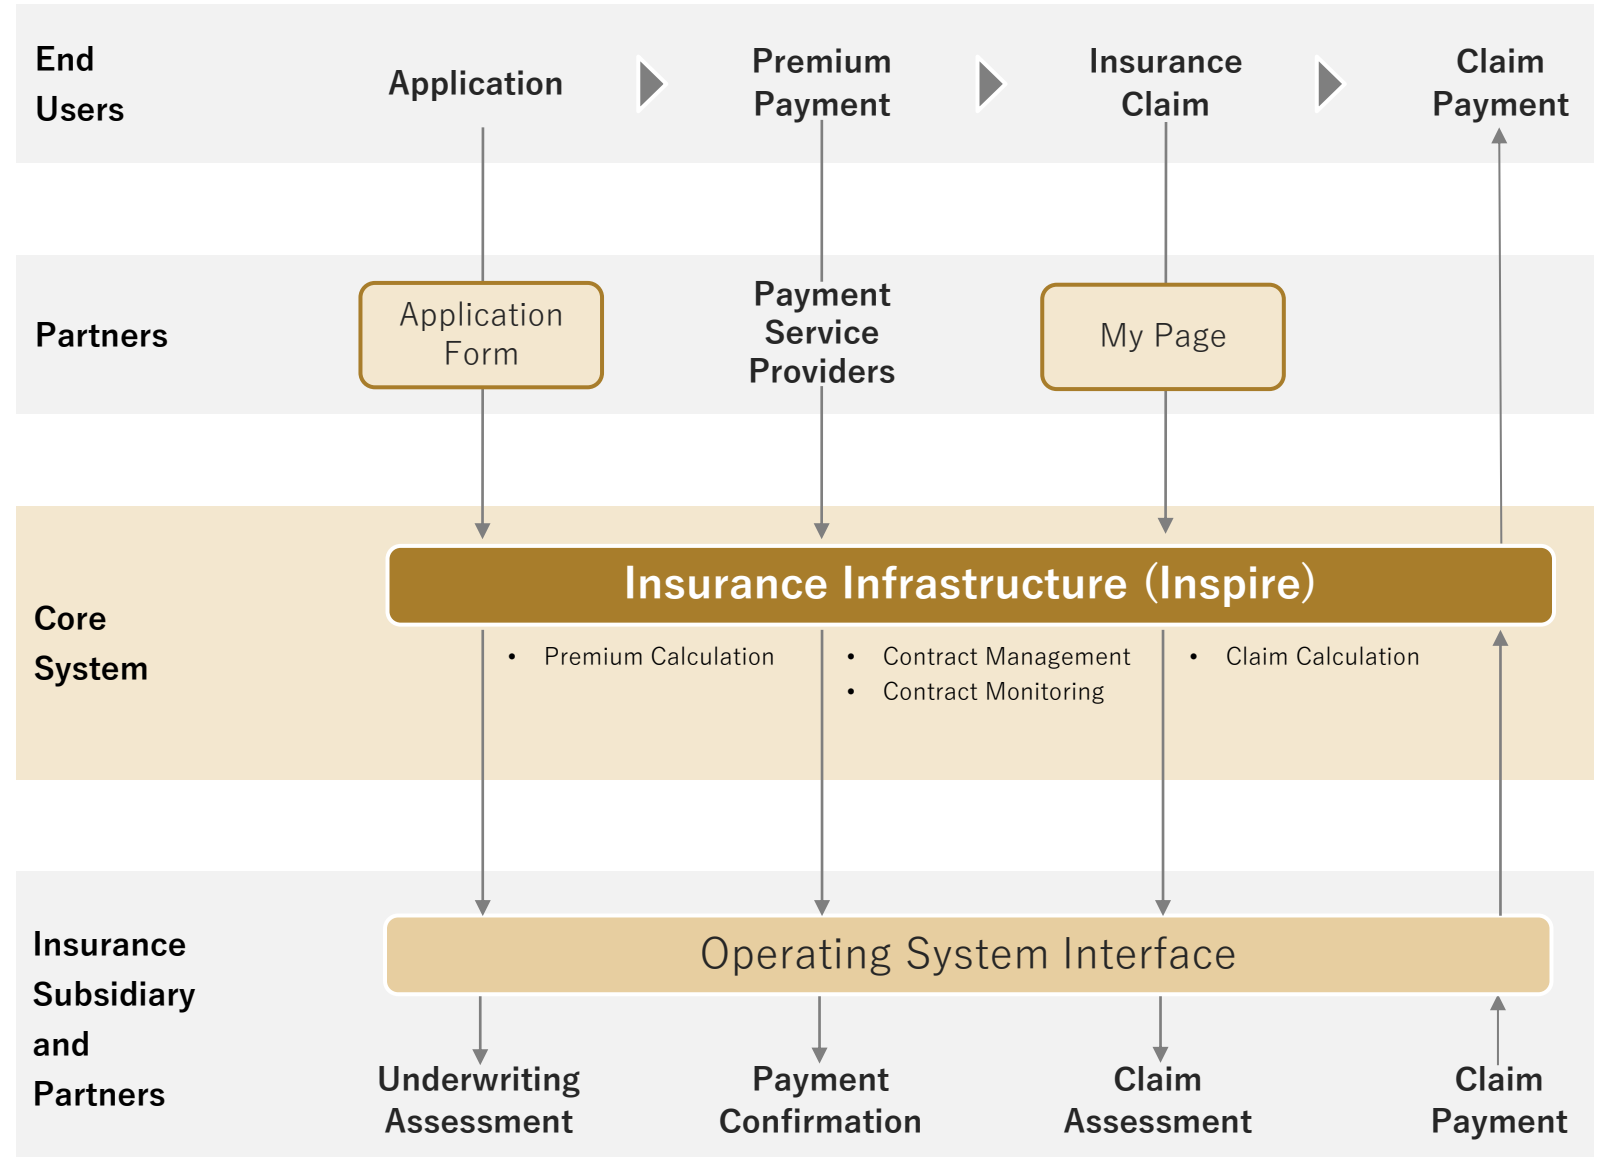 End
Users
Application
Premium
Payment
Insurance
Claim
Claim
Payment
Partners
Application
Form
Payment
Service
Providers
My Page
Core
System
Insurance Infrastructure (Inspire)
• Premium Calculation
• Contract Management
• Contract Monitoring
• Claim Calculation
Insurance
Subsidiary
and
Partners
Operating System Interface
Underwriting
Assessment
Payment
Confirmation
Claim
Assessment
Claim
Payment